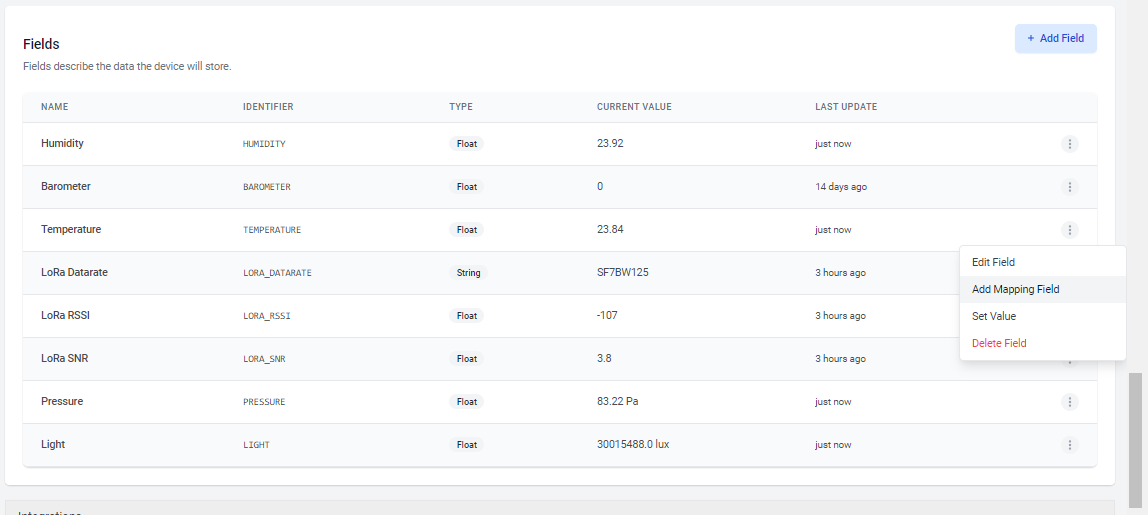 Fields
+ Add Field
Fields describe the data the device will store.
NAME IDENTIFIER TYPE CURRENT VALUE LAST UPDATE
Humidity HUMIDITY Float 23.92 just now
Barometer BAROMETER Float 0 14 days ago
Temperature TEMPERATURE Float 23.84 just now
LoRa Datarate LORA_DATARATE String SF7BW125 3 hours ago
LoRa RSSI LORA_RSSI Float -107 3 hours ago
LoRa SNR LORA_SNR Float 3.8 3 hours ago
Pressure PRESSURE Float 83.22 Pa just now
Light LIGHT Float 30015488.0 lux just now
Edit Field
Add Mapping Field
Set Value
Delete Field
Integrations